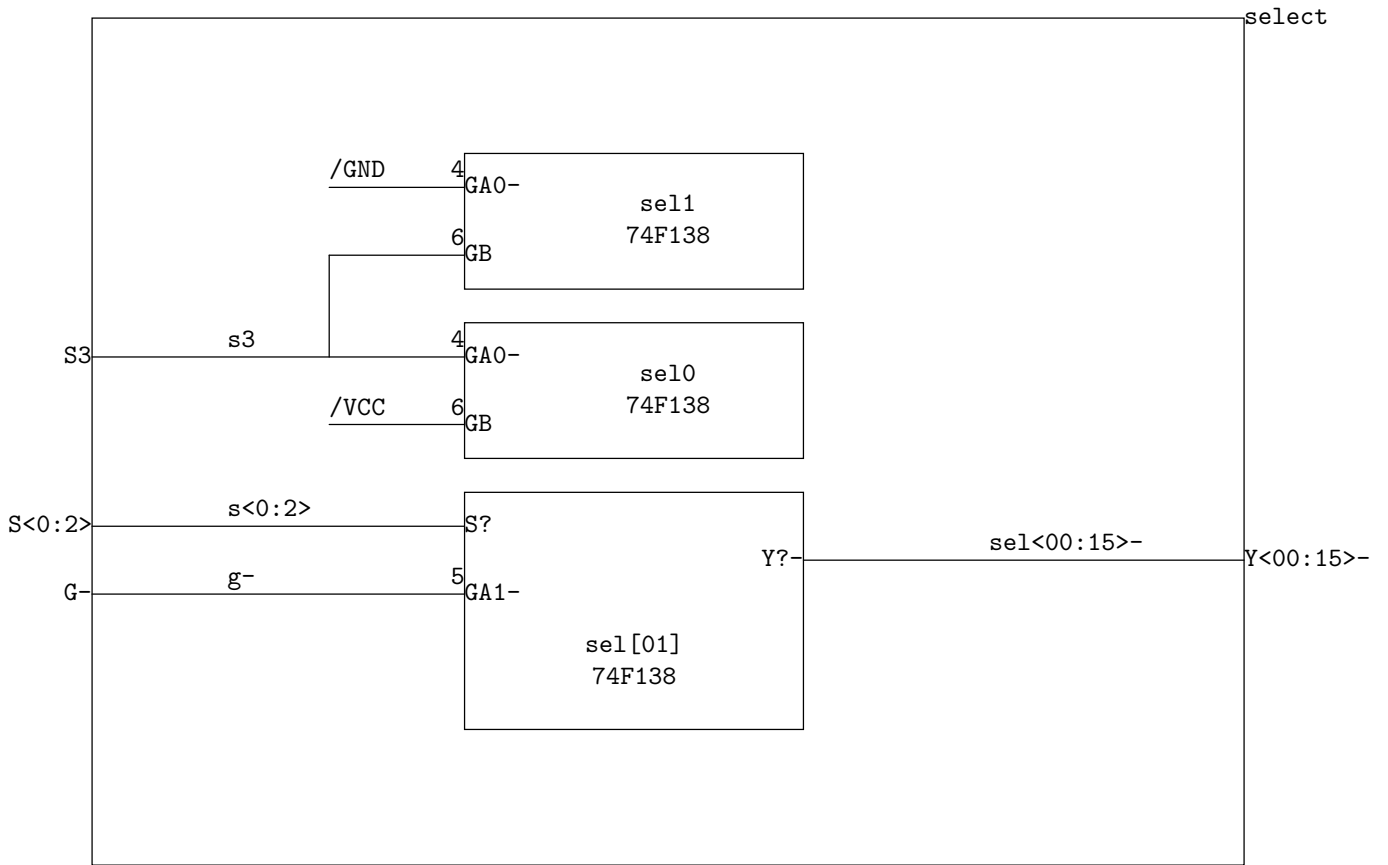 select
/GND 4
GA0-
sel1
74F138
6
GB
S3 s3 4
GA0-
sel0
74F138
/VCC 6
GB
S<0:2> s<0:2> S?
Y?- sel<00:15>- Y<00:15>-
G- g- 5
GA1-
sel[01]
74F138